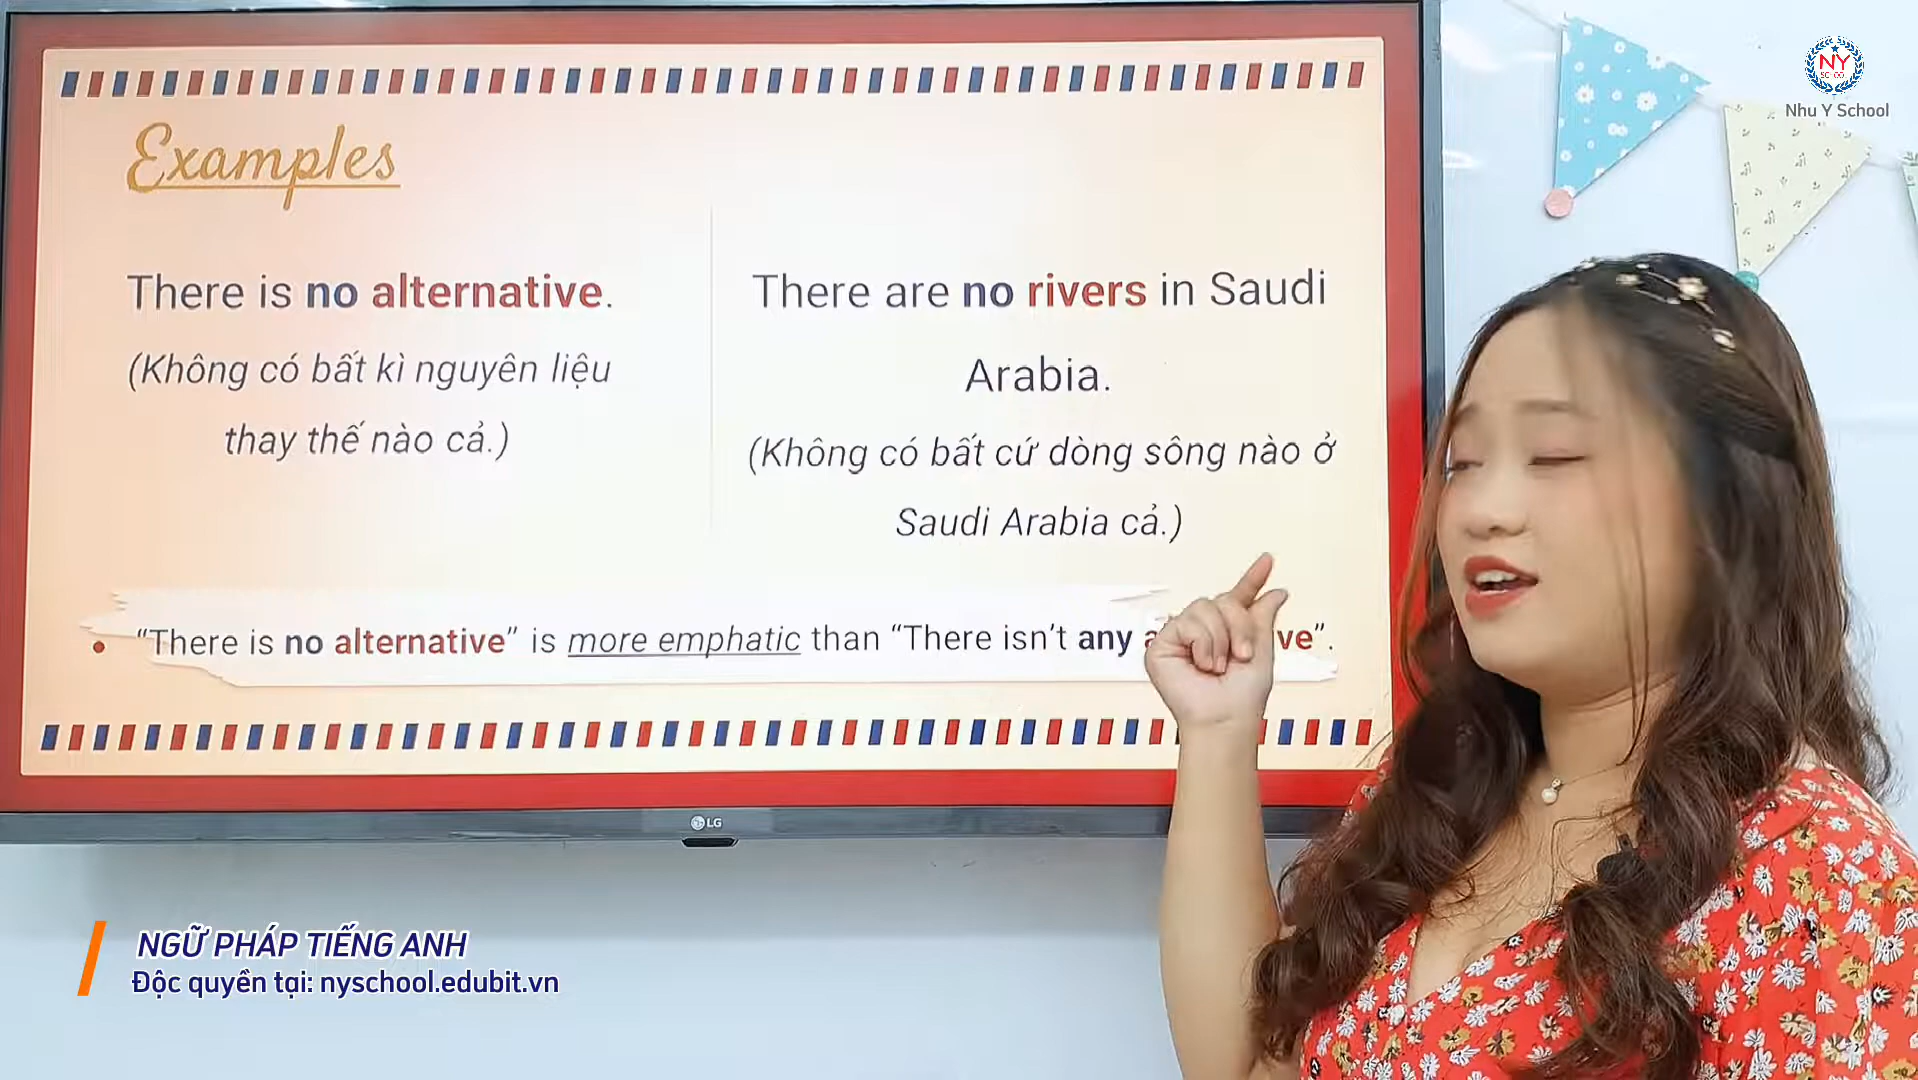 Examples
There is no alternative.
(Không có bất kì nguyên liệu
thay thế nào cả.)
There are no rivers in Saudi
Arabia.
(Không có bất cứ dòng sông nào ở
Saudi Arabia cả.)
• “There is no alternative” is more emphatic than “There isn’t any
LG
NY
SCHOOL
Nhu Y School
NGỮ PHÁP TIẾNG ANH
Độc quyền tại: nyschool.edubit.vn